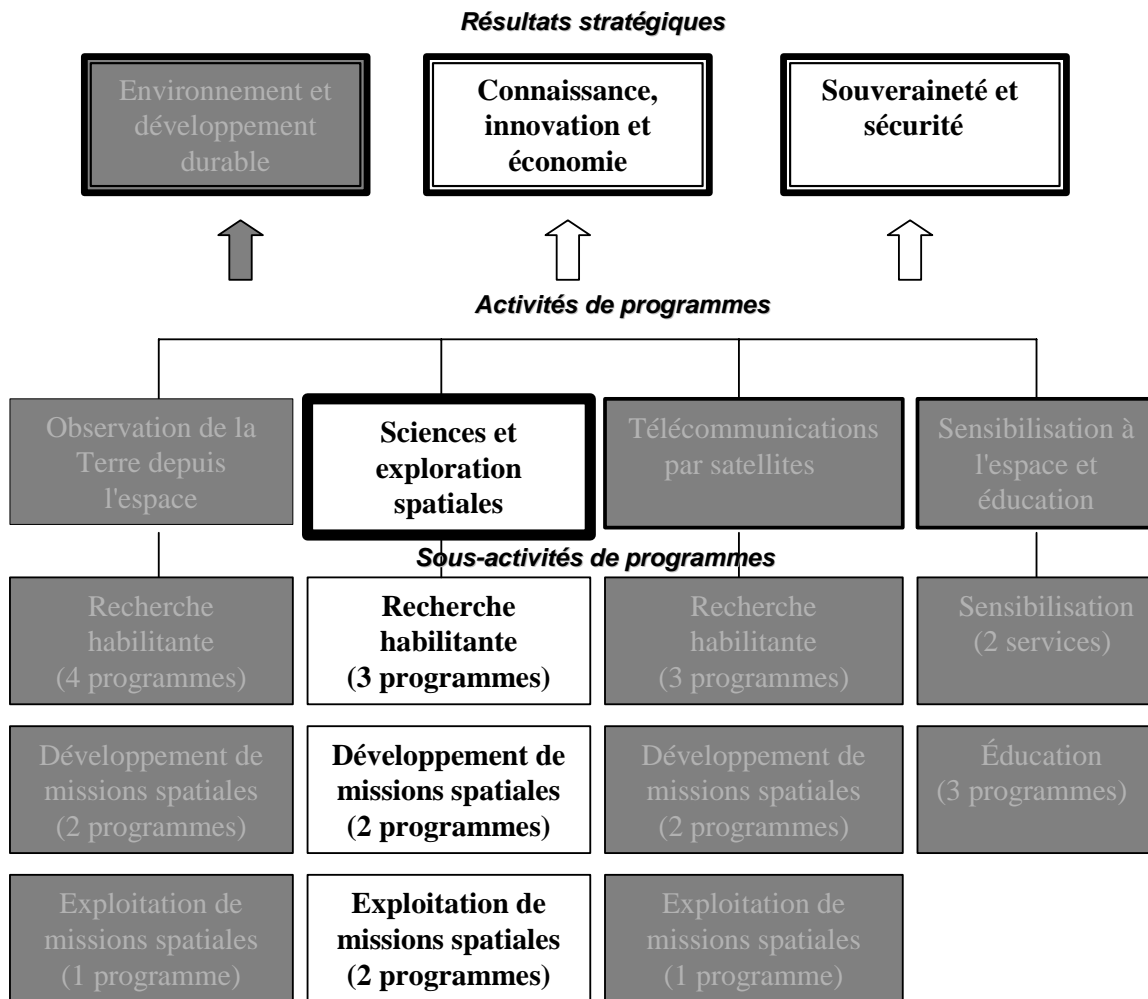 Résultats stratégiques
Environnement et
développement
durable
Connaissance,
innovation et
économie
Souveraineté et
sécurité
Activités de programmes
Observation de la
Terre depuis
l'espace
Sciences et
exploration
spatiales
Télécommunications
par satellites
Sensibilisation à
l'espace et
éducation
Sous-activités de programmes
Recherche
habilitante
(4 programmes)
Recherche
habilitante
(3 programmes)
Recherche
habilitante
(3 programmes)
Sensibilisation
(2 services)
Développement de
missions spatiales
(2 programmes)
Développement de
missions spatiales
(2 programmes)
Développement de
missions spatiales
(2 programmes)
Éducation
(3 programmes)
Exploitation de
missions spatiales
(1 programme)
Exploitation de
missions spatiales
(2 programmes)
Exploitation de
missions spatiales
(1 programme)